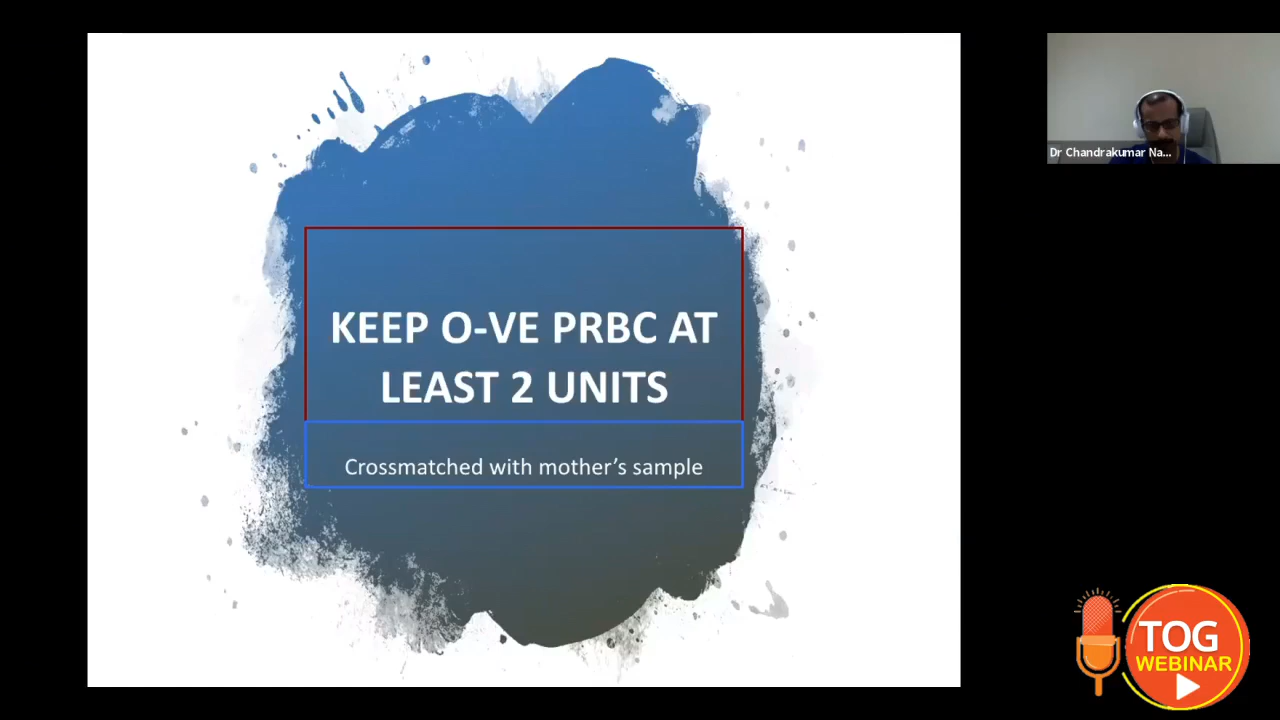 KEEP O-VE PRBC AT
LEAST 2 UNITS
Crossmatched with mother’s sample
Dr Chandrakumar Na...
TOG
WEBINAR